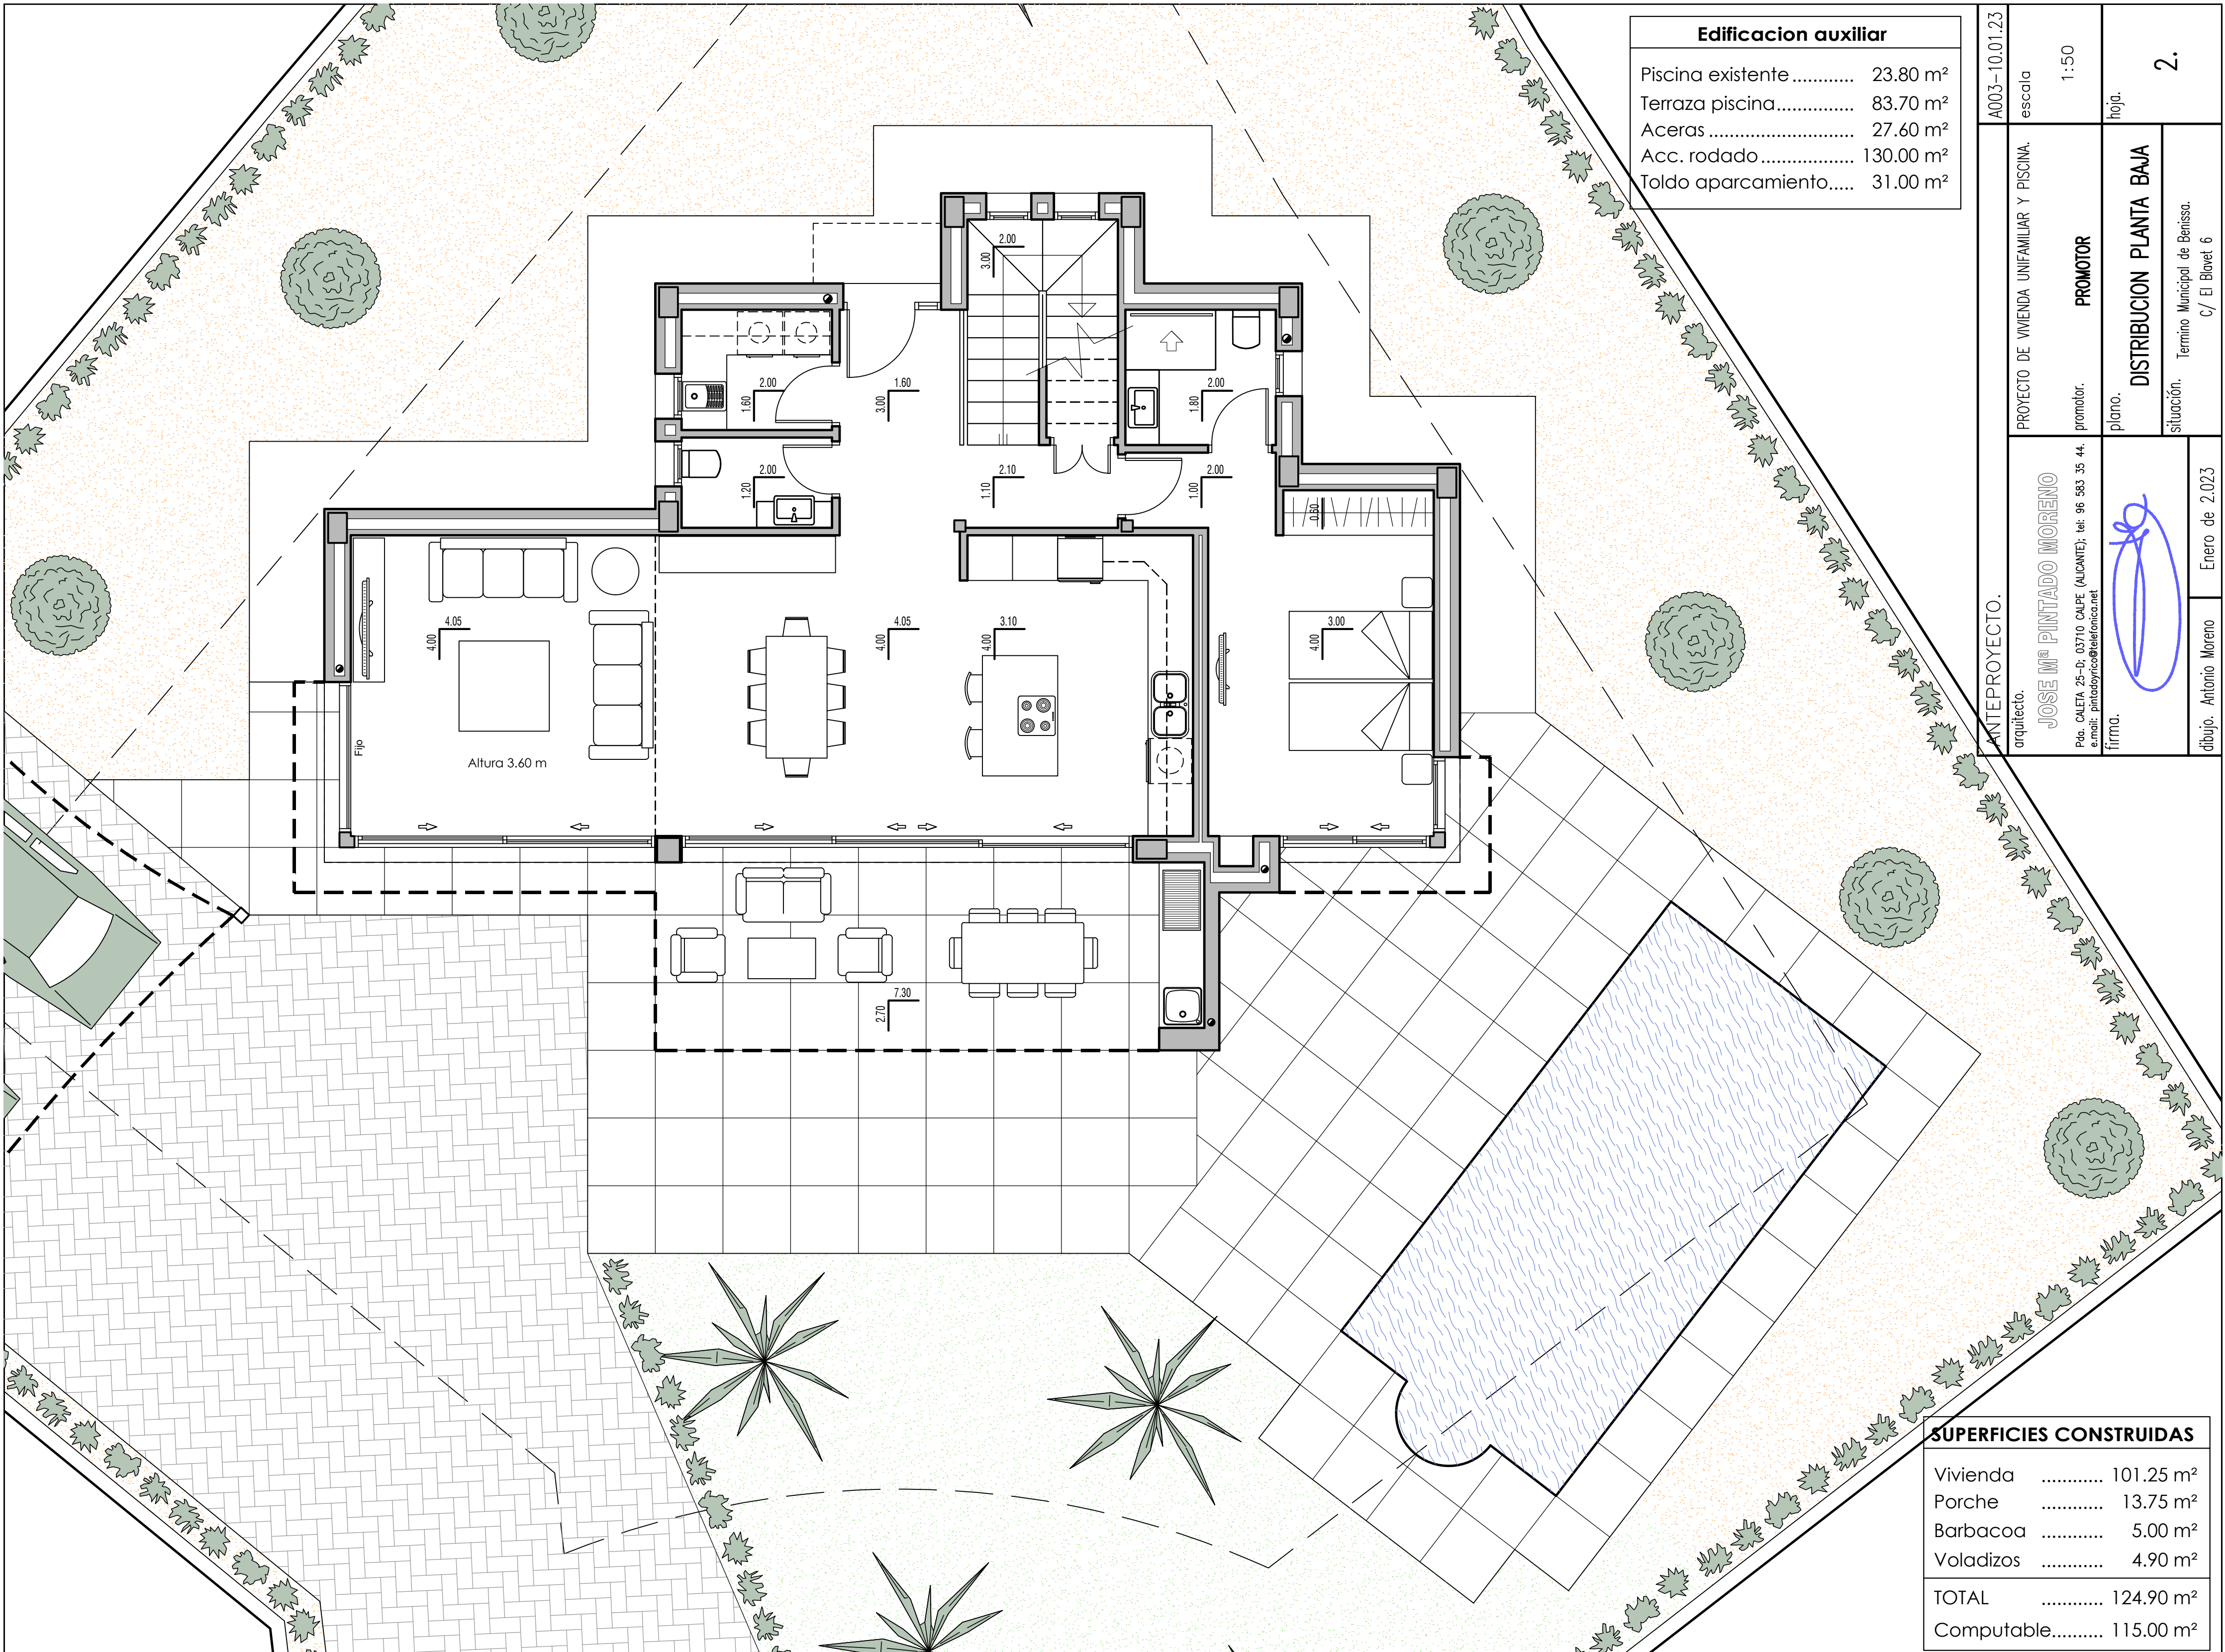 Edificacion auxiliar
Piscina existente ............ 23.80 m²
Terraza piscina............... 83.70 m²
Aceras ............................ 27.60 m²
Acc. rodado .................. 130.00 m²
Toldo aparcamiento..... 31.00 m²
2.00
3.00
2.00
1.60
1.60
3.00
2.00
1.80
2.00
1.20
2.10
1.10
2.00
1.00
0.60
4.05
4.00
4.05
4.00
3.10
4.00
3.00
4.00
Fijo
Altura 3.60 m
7.30
2.70
ANTEPROYECTO.
A003-10.01.23
arquitecto.
JOSE Mª PINTADO MORENO
Pda. CALETA 25-D; 03710 CALPE (ALICANTE); tel: 96 583 35 44.
e.mail: pintadoyrico@telefonica.net
PROYECTO DE VIVIENDA UNIFAMILIAR Y PISCINA.
promotor.
PROMOTOR
escala
1:50
firma.
plano.
DISTRIBUCION PLANTA BAJA
hoja.
2.
situación.
Termino Municipal de Benissa.
C/ El Blavet 6
dibujo. Antonio Moreno
Enero de 2.023
SUPERFICIES CONSTRUIDAS
Vivienda ............ 101.25 m²
Porche ............ 13.75 m²
Barbacoa ............ 5.00 m²
Voladizos ............ 4.90 m²
TOTAL ............ 124.90 m²
Computable.......... 115.00 m²